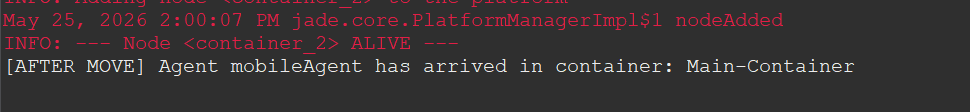 INFO: Adding node <container_2> to the platform
May 25, 2026 2:00:07 PM jade.core.PlatformManagerImpl$1 nodeAdded
INFO: --- Node <container_2> ALIVE ---
[AFTER MOVE] Agent mobileAgent has arrived in container: Main-Container